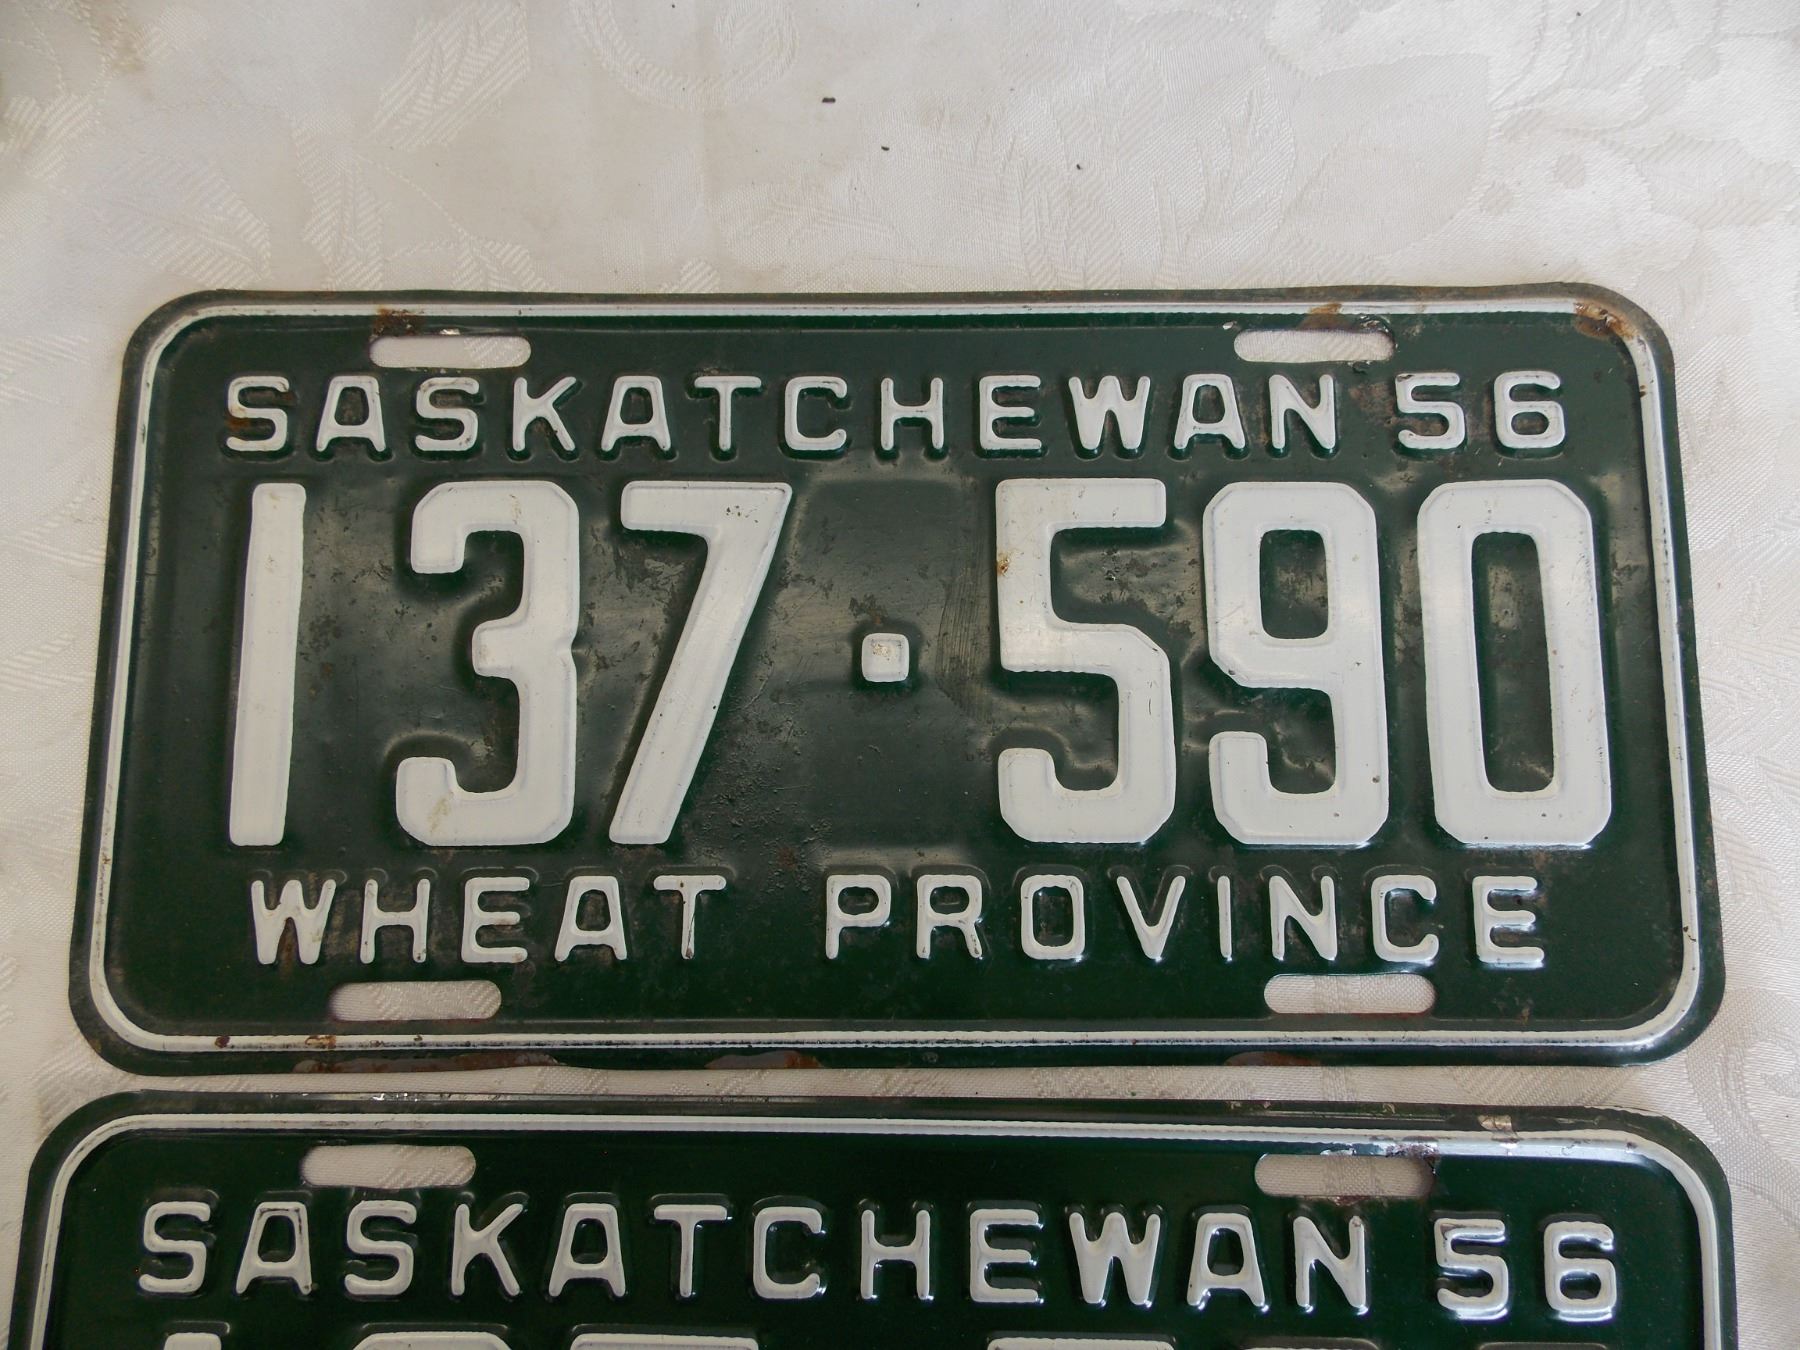 SASKATCHEWAN 56
137·590
WHEAT PROVINCE
SASKATCHEWAN 56